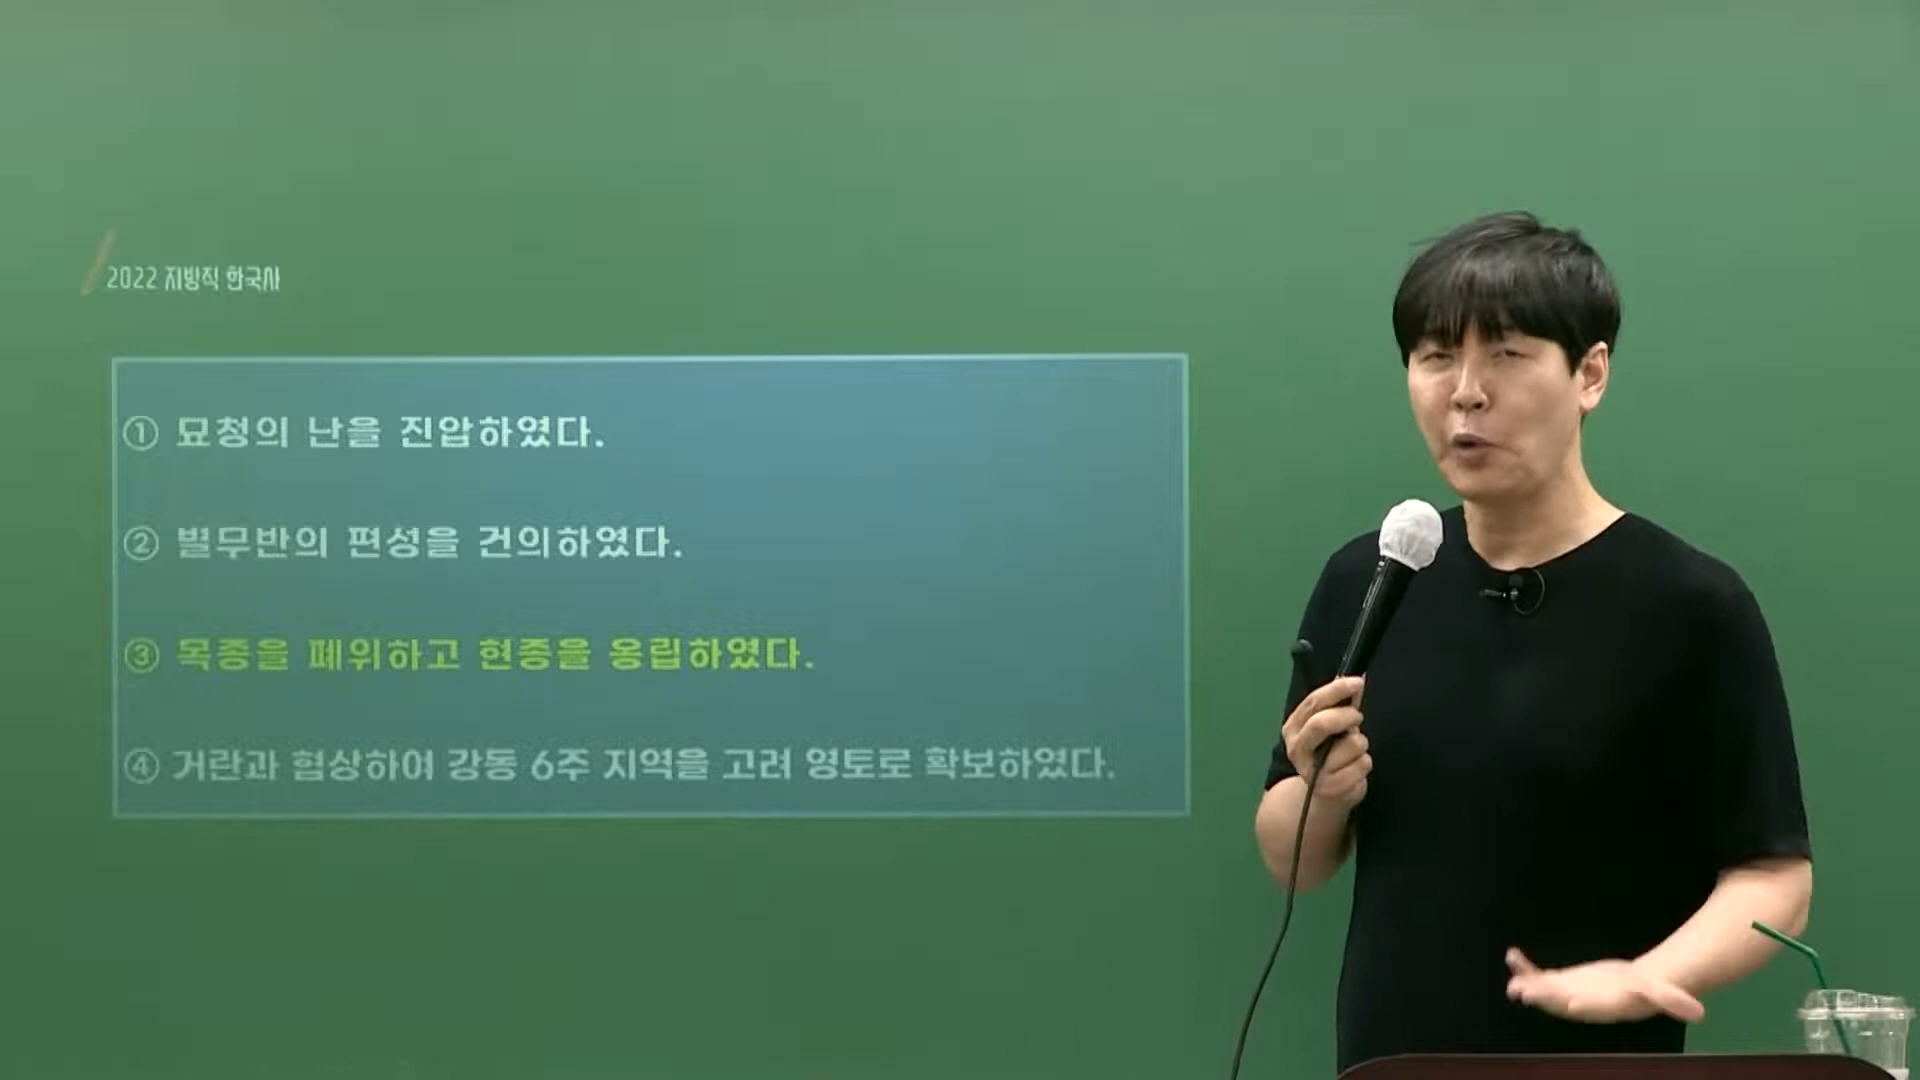 2022 지방직 한국사
① 묘청의 난을 진압하였다.
② 별무반의 편성을 건의하였다.
③ 목종을 폐위하고 현종을 옹립하였다.
④ 거란과 협상하여 강동 6주 지역을 고려 영토로 확보하였다.